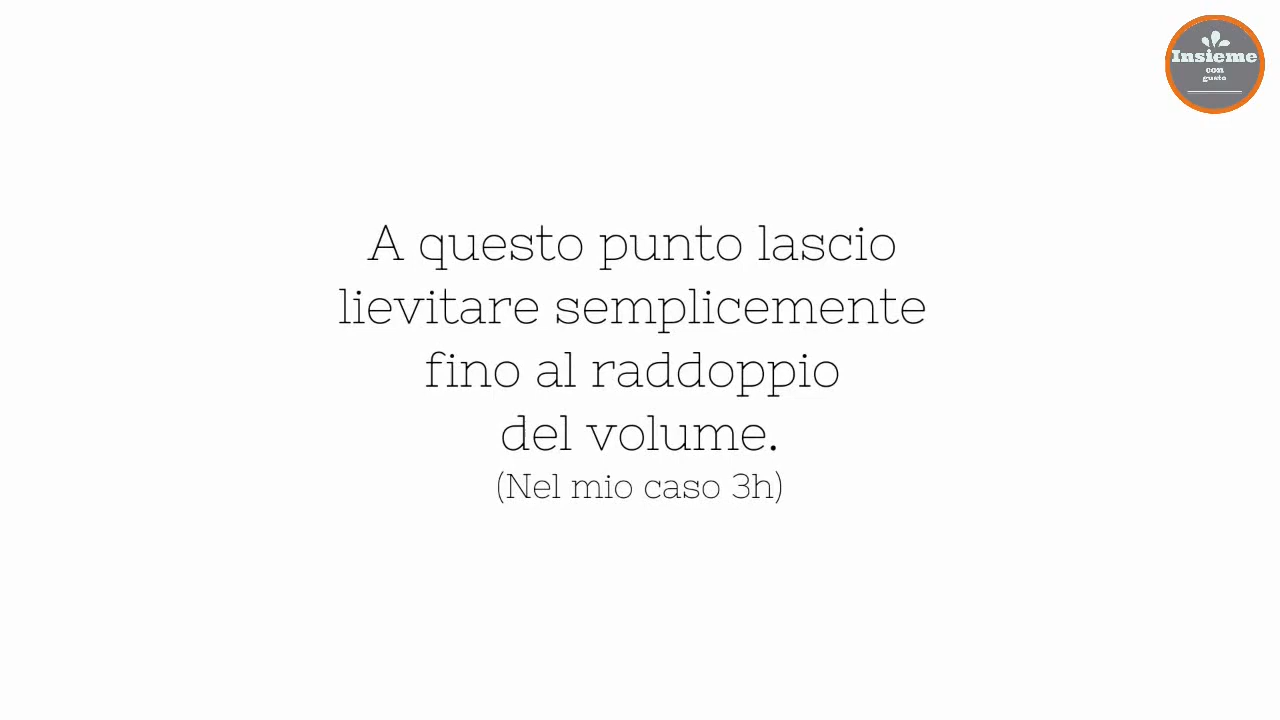 Insieme
con
gusto
A questo punto lascio
lievitare semplicemente
fino al raddoppio
del volume.
(Nel mio caso 3h)